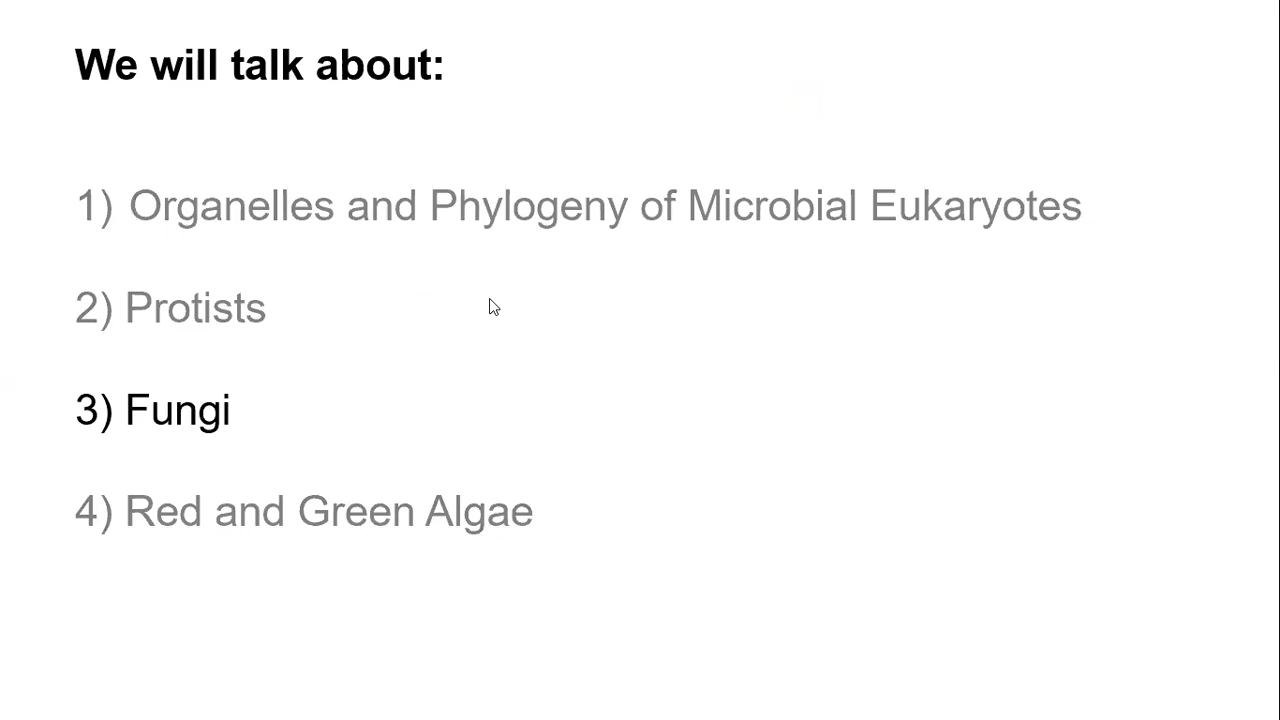 We will talk about:
1) Organelles and Phylogeny of Microbial Eukaryotes
2) Protists
3) Fungi
4) Red and Green Algae